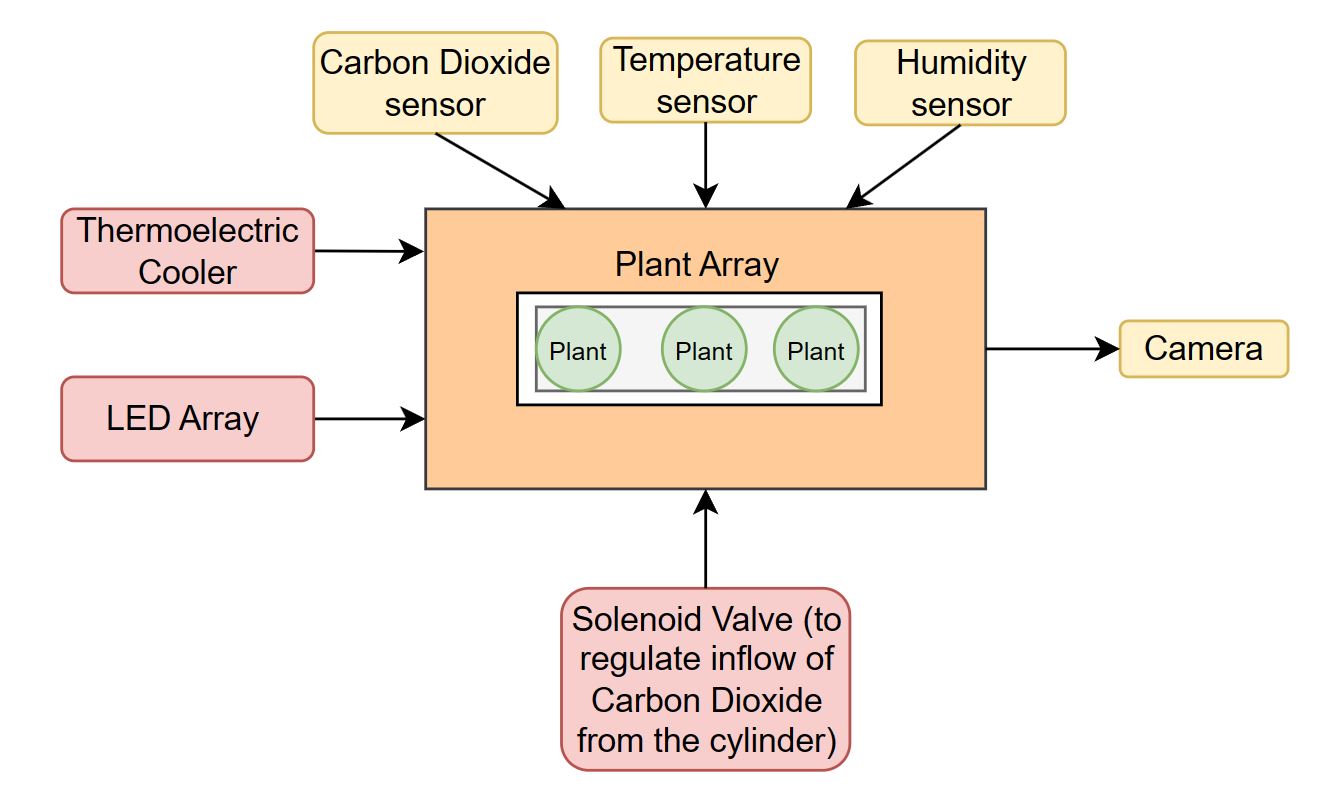 Carbon Dioxide
sensor
Temperature
sensor
Humidity
sensor
Thermoelectric
Cooler
LED Array
Plant Array
Plant
Plant
Plant
Camera
Solenoid Valve (to
regulate inflow of
Carbon Dioxide
from the cylinder)